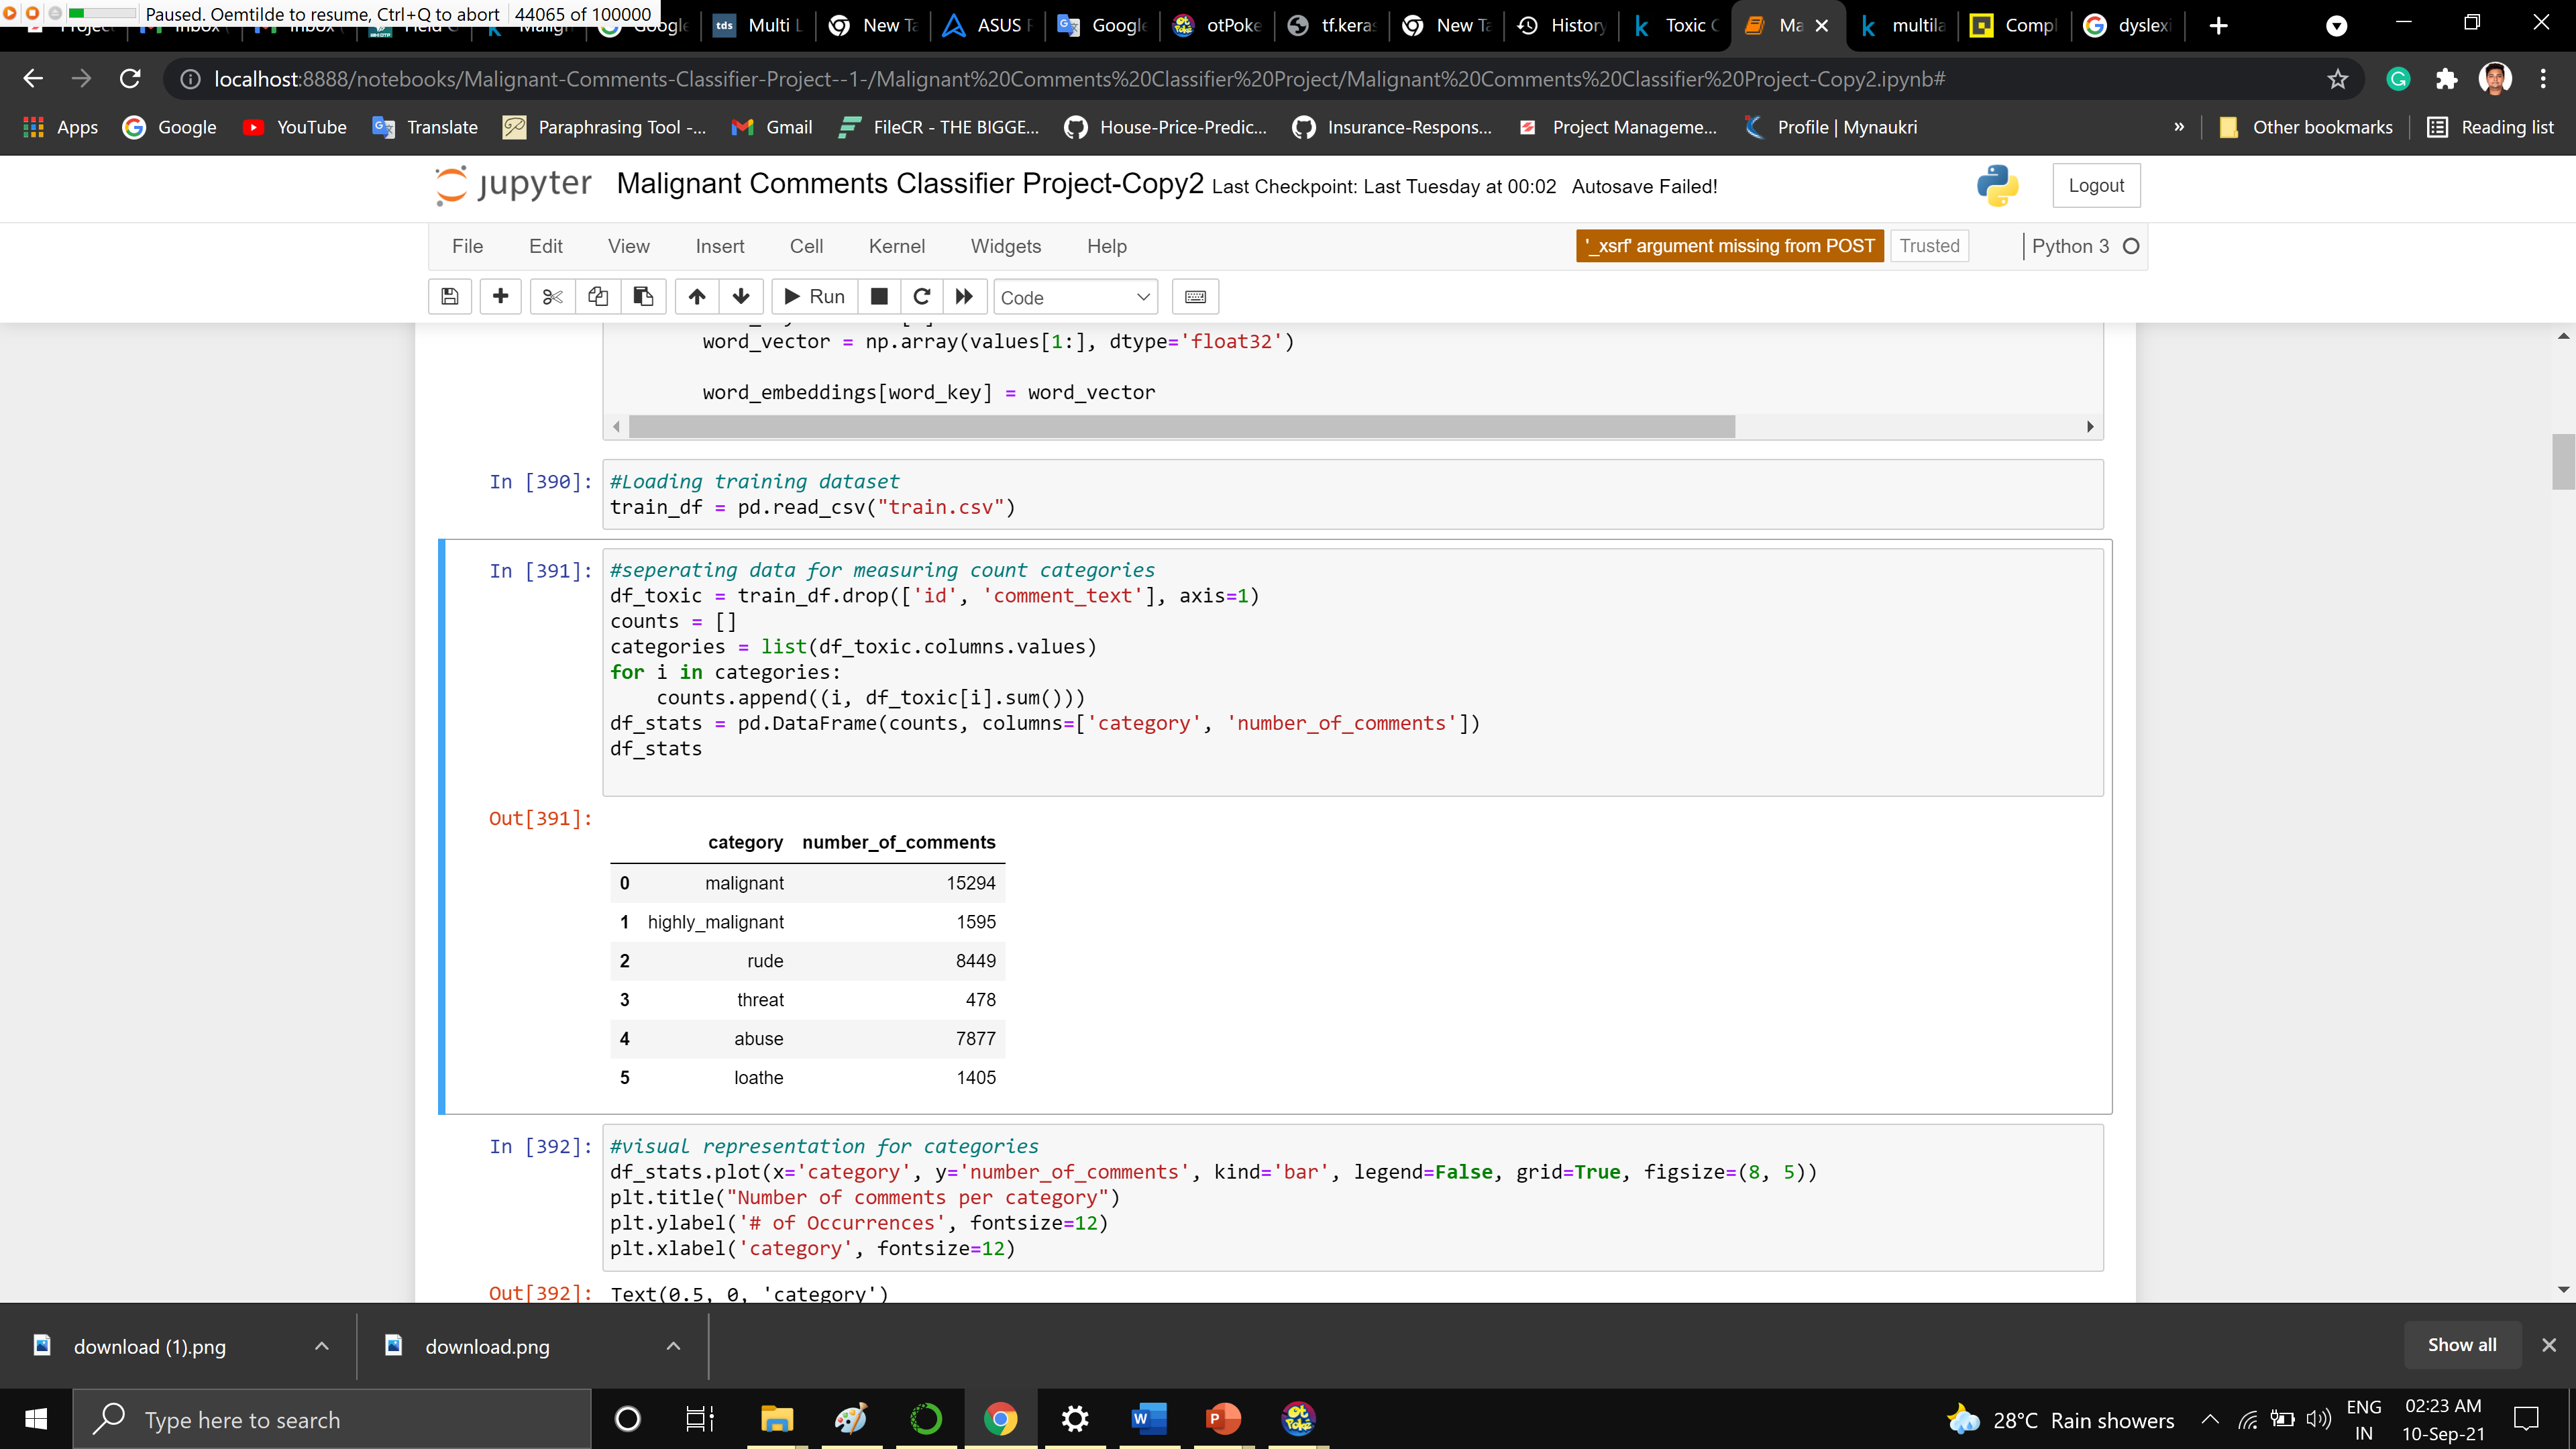 Paused. Oemtilde to resume, Ctrl+Q to abort 44065 of 100000
Multi L
New Ta
ASUS F
Google
otPoke
tf.keras
New Ta
History
Toxic C
Ma
multila
Compl
dyslexi
localhost:8888/notebooks/Malignant-Comments-Classifier-Project--1-/Malignant%20Comments%20Classifier%20Project/Malignant%20Comments%20Classifier%20Project-Copy2.ipynb#
Apps Google YouTube Translate Paraphrasing Tool -... Gmail FileCR - THE BIGGE... House-Price-Predic... Insurance-Respons... Project Manageme... Profile | Mynaukri » Other bookmarks Reading list
jupyter Malignant Comments Classifier Project-Copy2 Last Checkpoint: Last Tuesday at 00:02 Autosave Failed! Logout
File Edit View Insert Cell Kernel Widgets Help '_xsrf' argument missing from POST Trusted Python 3
Run Code
word_vector = np.array(values[1:], dtype='float32')
word_embeddings[word_key] = word_vector
In [390]: #Loading training dataset
train_df = pd.read_csv("train.csv")
In [391]: #seperating data for measuring count categories
df_toxic = train_df.drop(['id', 'comment_text'], axis=1)
counts = []
categories = list(df_toxic.columns.values)
for i in categories:
counts.append((i, df_toxic[i].sum()))
df_stats = pd.DataFrame(counts, columns=['category', 'number_of_comments'])
df_stats
Out[391]:
category number_of_comments
0 malignant 15294
1 highly_malignant 1595
2 rude 8449
3 threat 478
4 abuse 7877
5 loathe 1405
In [392]: #visual representation for categories
df_stats.plot(x='category', y='number_of_comments', kind='bar', legend=False, grid=True, figsize=(8, 5))
plt.title("Number of comments per category")
plt.ylabel('# of Occurrences', fontsize=12)
plt.xlabel('category', fontsize=12)
Out[392]: Text(0.5, 0, 'category')
download (1).png download.png Show all
Type here to search 28°C Rain showers ENG IN 02:23 AM 10-Sep-21